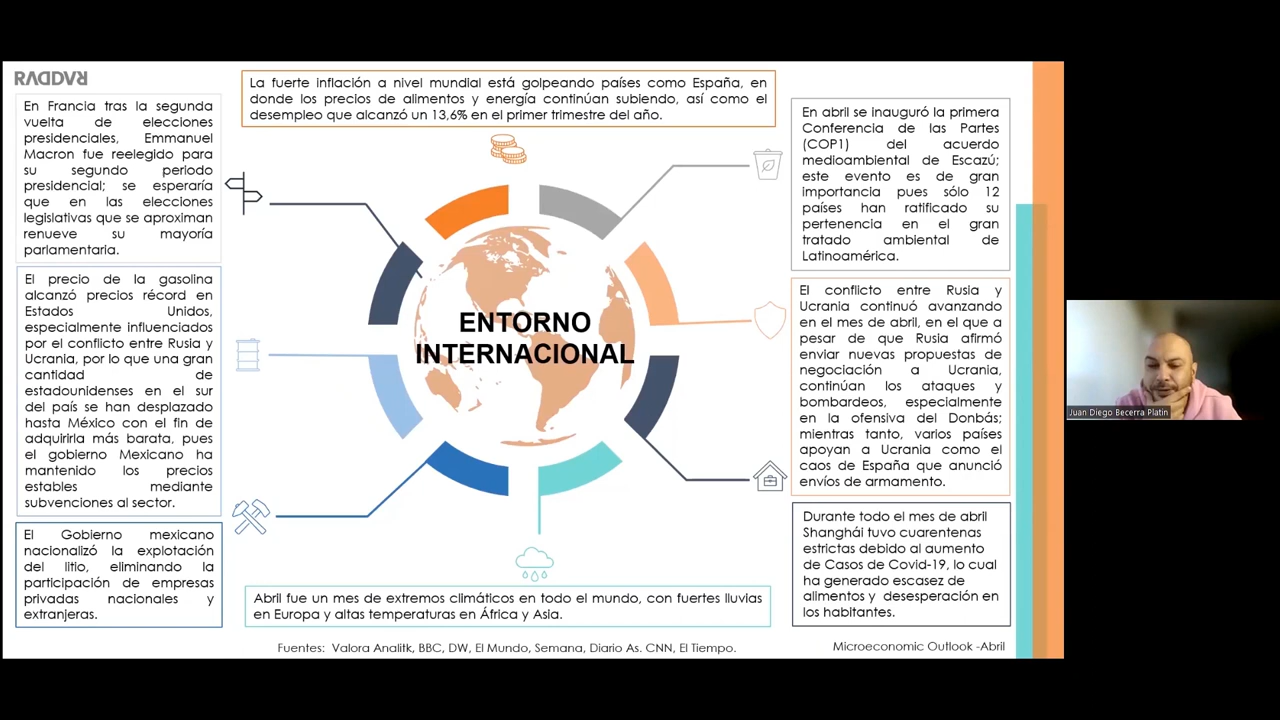 RADDAR
En Francia tras la segunda
vuelta de elecciones
presidenciales, Emmanuel
Macron fue reelegido para
su segundo periodo
presidencial; se esperaría
que en las elecciones
legislativas que se aproximan
renueve su mayoría
parlamentaria.
El precio de la gasolina
alcanzó precios récord en
Estados Unidos,
especialmente influenciados
por el conflicto entre Rusia y
Ucrania, por lo que una gran
cantidad de
estadounidenses en el sur
del país se han desplazado
hasta México con el fin de
adquirirla más barata, pues
el gobierno Mexicano ha
mantenido los precios
estables mediante
subvenciones al sector.
El Gobierno mexicano
nacionalizó la explotación
del litio, eliminando la
participación de empresas
privadas nacionales y
extranjeras.
La fuerte inflación a nivel mundial está golpeando países como España, en
donde los precios de alimentos y energía continúan subiendo, así como el
desempleo que alcanzó un 13,6% en el primer trimestre del año.
ENTORNO
INTERNACIONAL
Abril fue un mes de extremos climáticos en todo el mundo, con fuertes lluvias
en Europa y altas temperaturas en África y Asia.
En abril se inauguró la primera
Conferencia de las Partes
(COP1) del acuerdo
medioambiental de Escazú;
este evento es de gran
importancia pues sólo 12
países han ratificado su
pertenencia en el gran
tratado ambiental de
Latinoamérica.
El conflicto entre Rusia y
Ucrania continuó avanzando
en el mes de abril, en el que a
pesar de que Rusia afirmó
enviar nuevas propuestas de
negociación a Ucrania,
continúan los ataques y
bombardeos, especialmente
en la ofensiva del Donbás;
mientras tanto, varios países
apoyan a Ucrania como el
caos de España que anunció
envíos de armamento.
Durante todo el mes de abril
Shanghái tuvo cuarentenas
estrictas debido al aumento
de Casos de Covid-19, lo cual
ha generado escasez de
alimentos y desesperación en
los habitantes.
Fuentes: Valora Analitk, BBC, DW, El Mundo, Semana, Diario As. CNN, El Tiempo.
Microeconomic Outlook -Abril
Juan Diego Becerra Platin